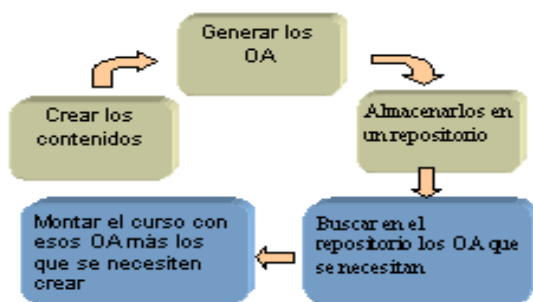 Generar los
OA
Crear los
contenidos
Almacenarlos en
un repositorio
Montar el curso con
esos OA más los
que se necesiten
crear
Buscar en el
repositorio los OA que
se necesitan